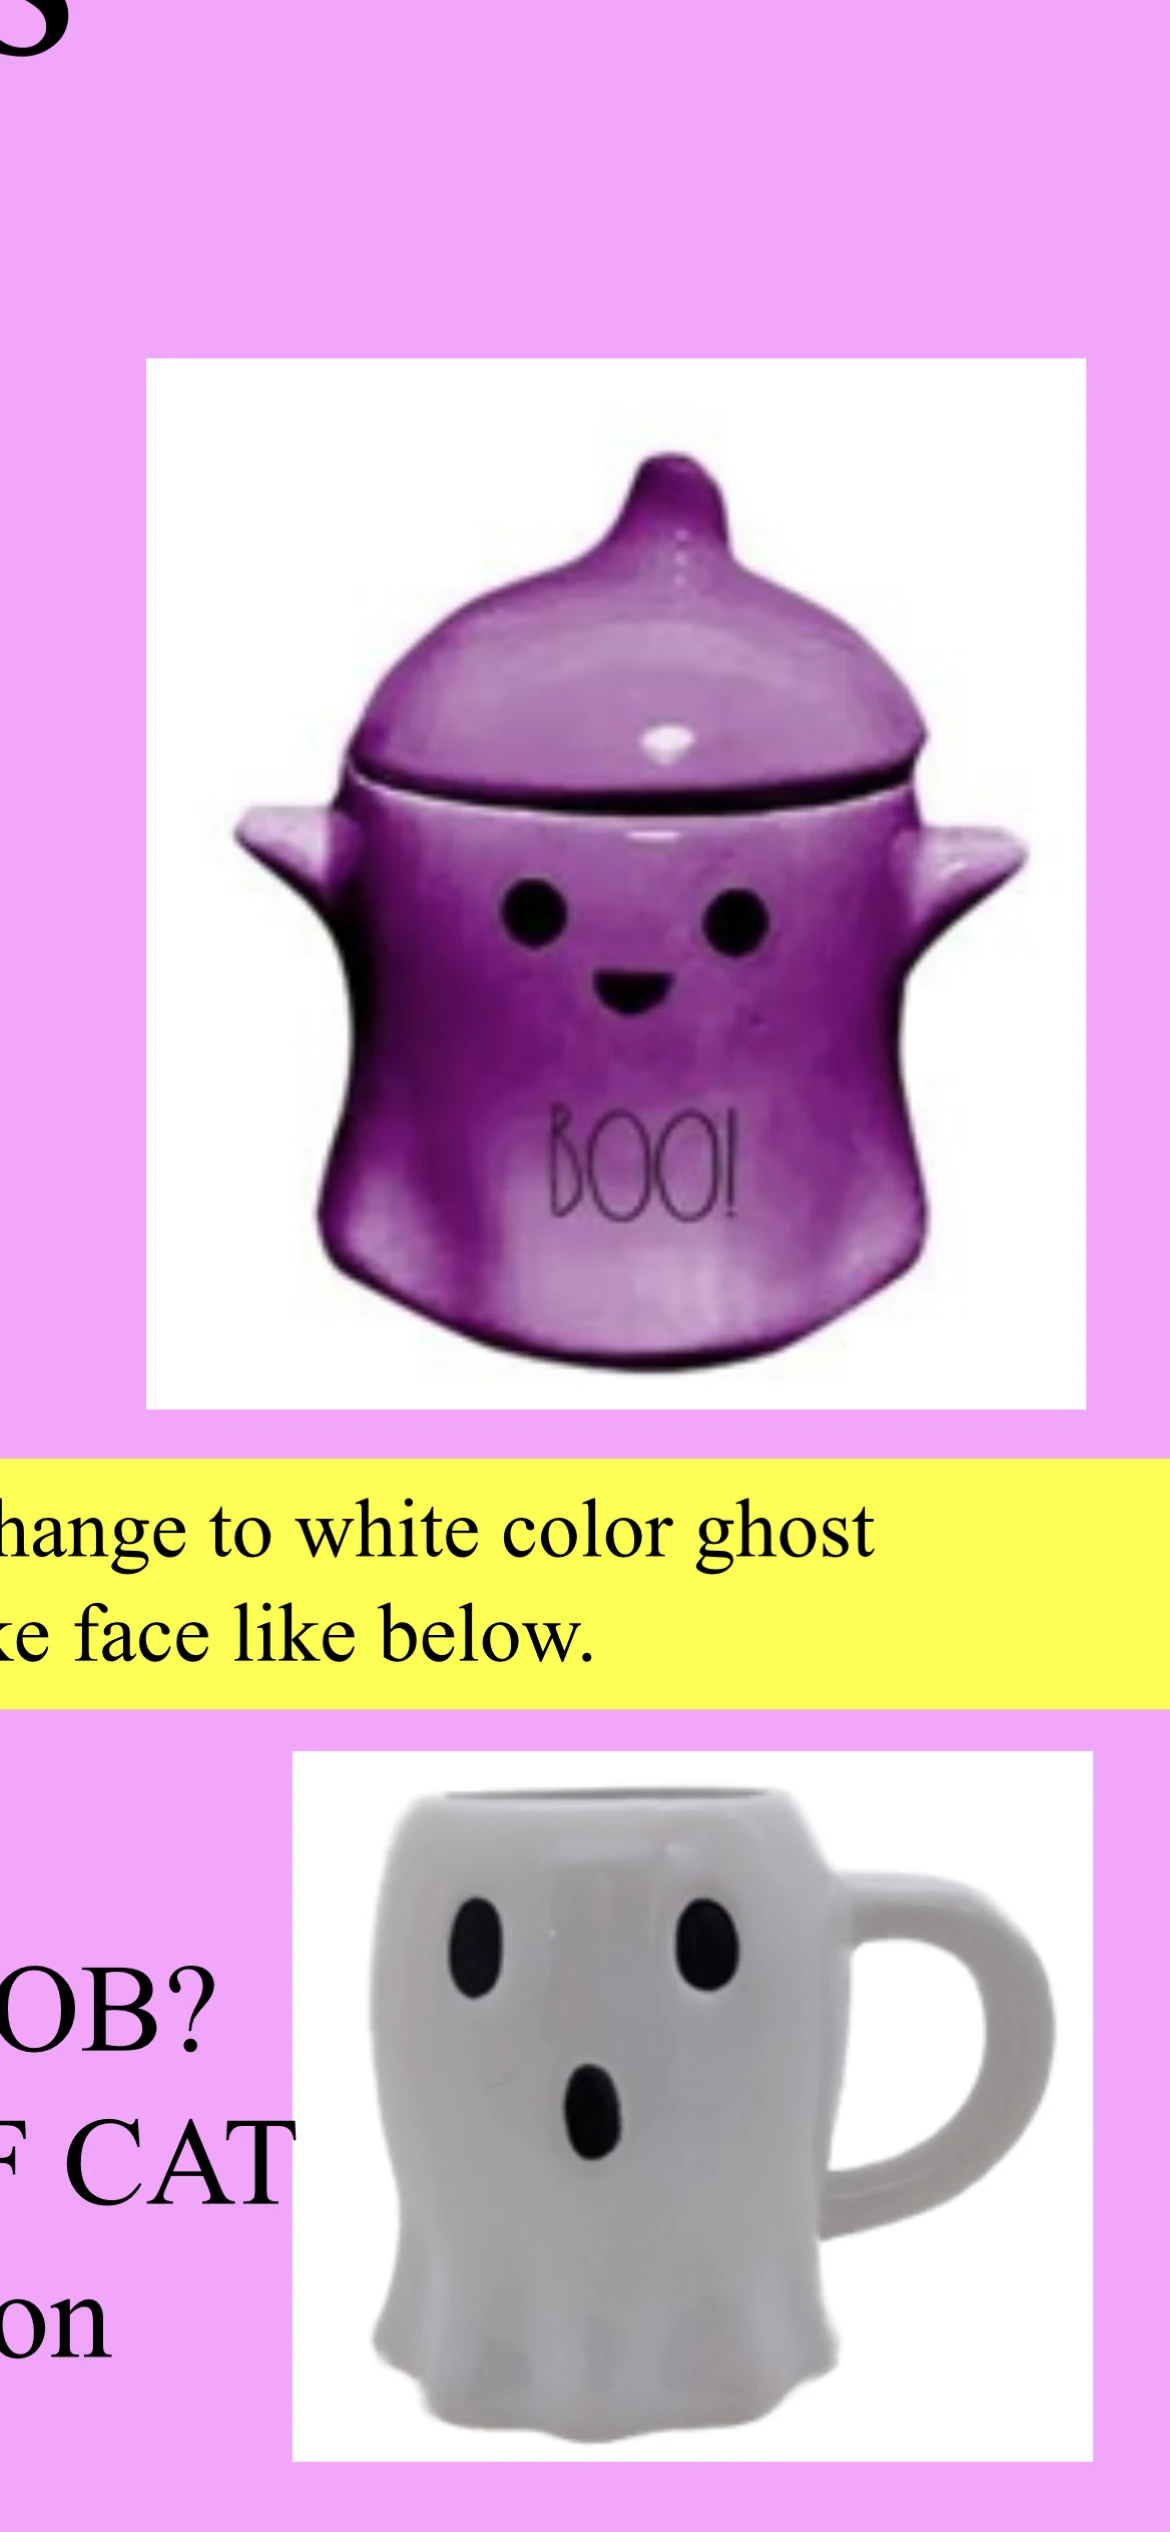 S
BOO!
hange to white color ghost
ke face like below.
OB?
F CAT
on